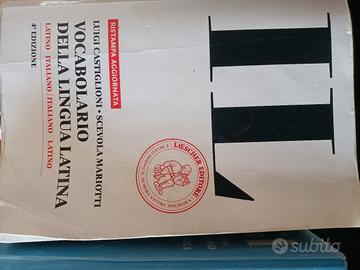 LUIGI CASTIGLIONI • SCEVOLA MARIOTTI
VOCABOLARIO
DELLA LINGUA LATINA
LATINO • ITALIANO / ITALIANO • LATINO
4ª EDIZIONE
RISTAMPA AGGIORNATA
IL
LŒSCHER EDITORE
subito